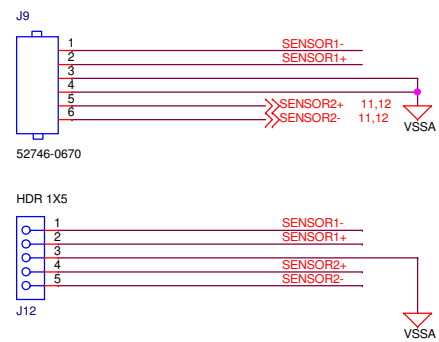 J9
1 SENSOR1-
2 SENSOR1+
3
4
5 SENSOR2+ 11,12
6 SENSOR2- 11,12
VSSA
52746-0670
HDR 1X5
1 SENSOR1-
2 SENSOR1+
3
4 SENSOR2+
5 SENSOR2-
J12
VSSA